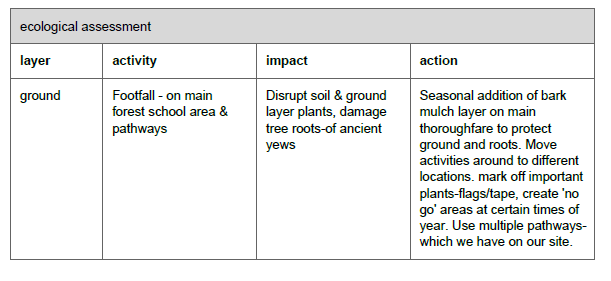 ecological assessment
layer
activity
impact
action
ground
Footfall - on main
forest school area &
pathways
Disrupt soil & ground
layer plants, damage
tree roots-of ancient
yews
Seasonal addition of bark
mulch layer on main
thoroughfare to protect
ground and roots. Move
activities around to different
locations. mark off important
plants-flags/tape, create 'no
go' areas at certain times of
year. Use multiple pathways-
which we have on our site.